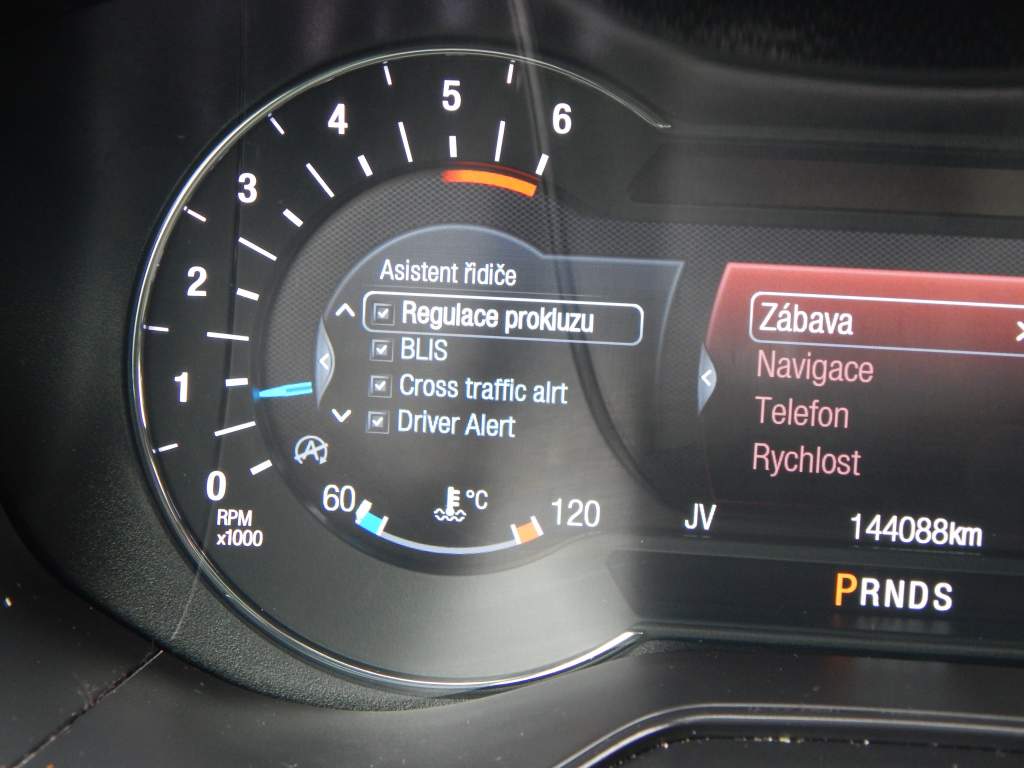 6
5
4
3
2
1
0
RPM
x1000
Asistent řidiče
Regulace prokluzu
BLIS
Cross traffic alrt
Driver Alert
60
°C
120
Zábava
Navigace
Telefon
Rychlost
JV
144088km
PRNDS